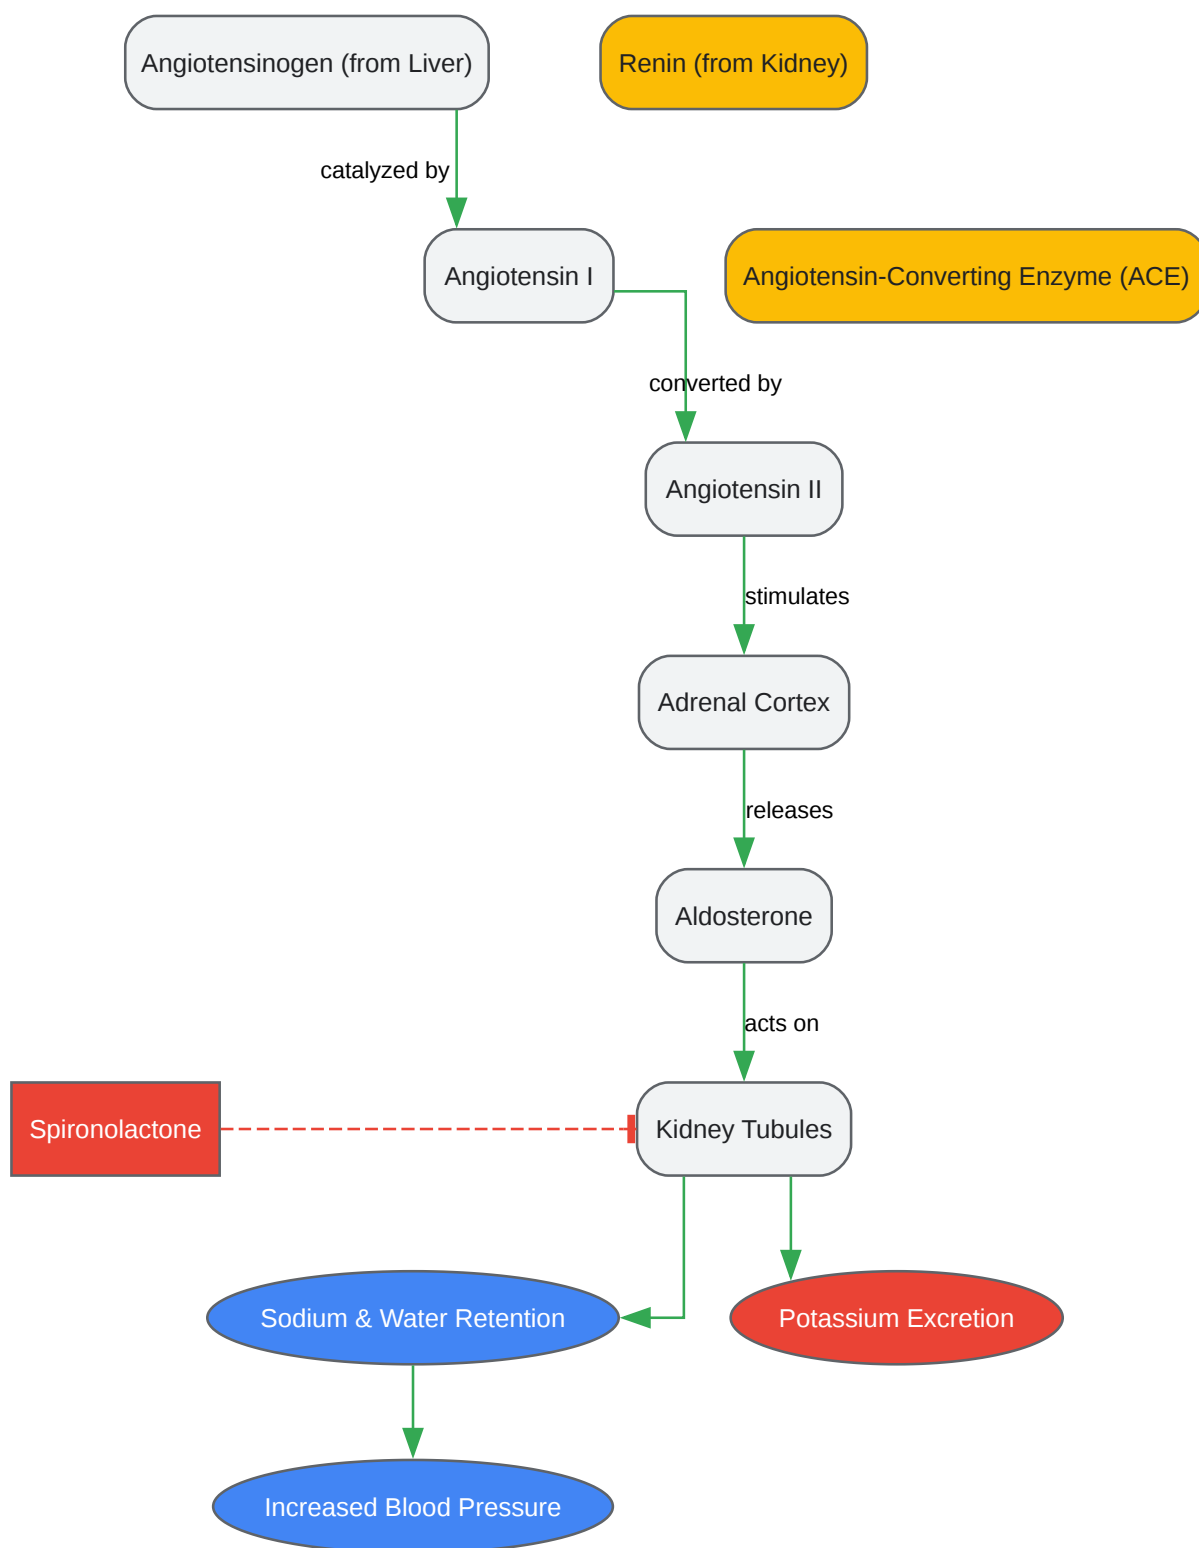 Angiotensinogen (from Liver)
Renin (from Kidney)
catalyzed by
Angiotensin I
Angiotensin-Converting Enzyme (ACE)
converted by
Angiotensin II
stimulates
Adrenal Cortex
releases
Aldosterone
acts on
Spironolactone
Kidney Tubules
Sodium & Water Retention
Potassium Excretion
Increased Blood Pressure